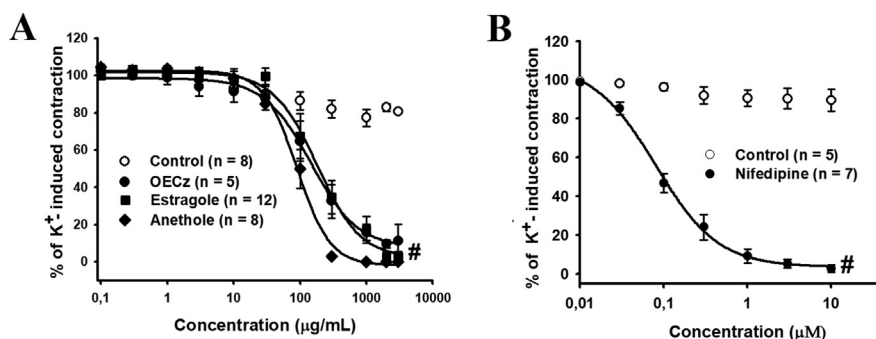 A
% of K⁺- induced contraction
120
100
80
60
40
20
0
Control (n = 8)
OECz (n = 5)
Estragole (n = 12)
Anethole (n = 8)
#
0,1
1
10
100
1000
10000
Concentration (µg/mL)
B
% of K⁺- induced contraction
120
100
80
60
40
20
0
Control (n = 5)
Nifedipine (n = 7)
#
0,01
0,1
1
10
Concentration (µM)